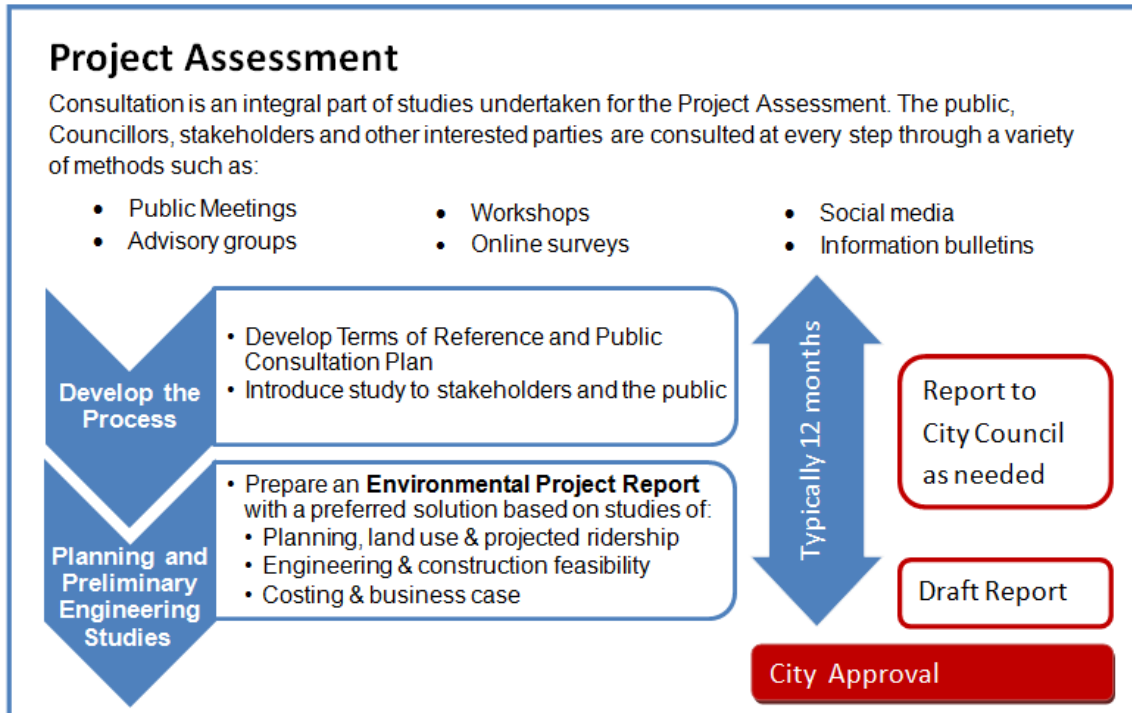 Project Assessment
Consultation is an integral part of studies undertaken for the Project Assessment. The public,
Councillors, stakeholders and other interested parties are consulted at every step through a variety
of methods such as:
• Public Meetings
• Advisory groups
• Workshops
• Online surveys
• Social media
• Information bulletins
Develop the
Process
• Develop Terms of Reference and Public
Consultation Plan
• Introduce study to stakeholders and the public
Planning and
Preliminary
Engineering
Studies
• Prepare an Environmental Project Report
with a preferred solution based on studies of:
• Planning, land use & projected ridership
• Engineering & construction feasibility
• Costing & business case
Typically 12 months
Report to
City Council
as needed
Draft Report
City Approval